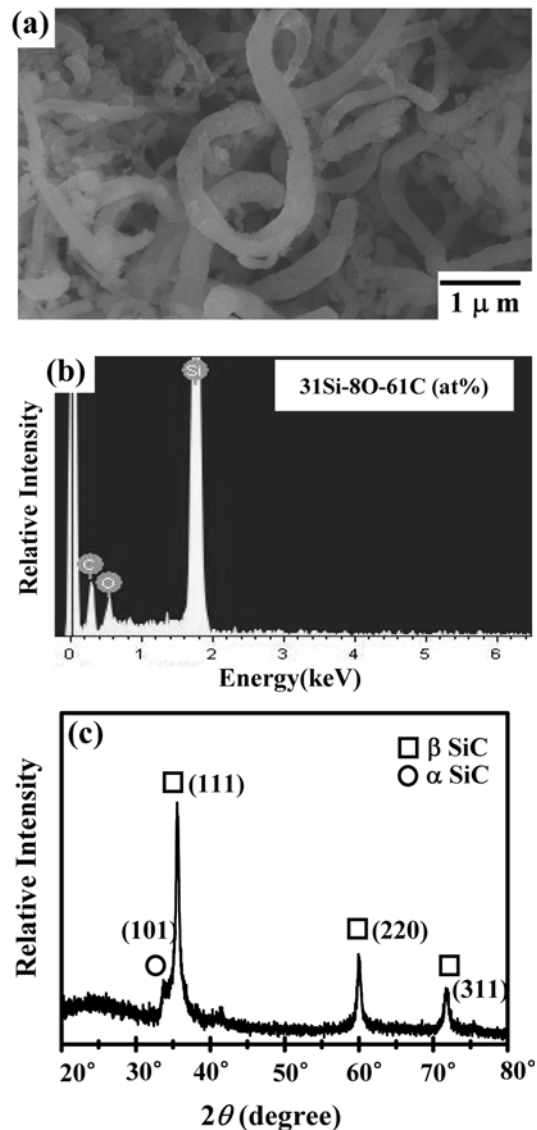 (a)
1 μ m
(b)
Si
31Si-8O-61C (at%)
C
O
Relative Intensity
0 1 2 3 4 5 6
Energy(keV)
(c)
β SiC
α SiC
(111)
(101)
(220)
(311)
Relative Intensity
20° 30° 40° 50° 60° 70° 80°
2θ (degree)